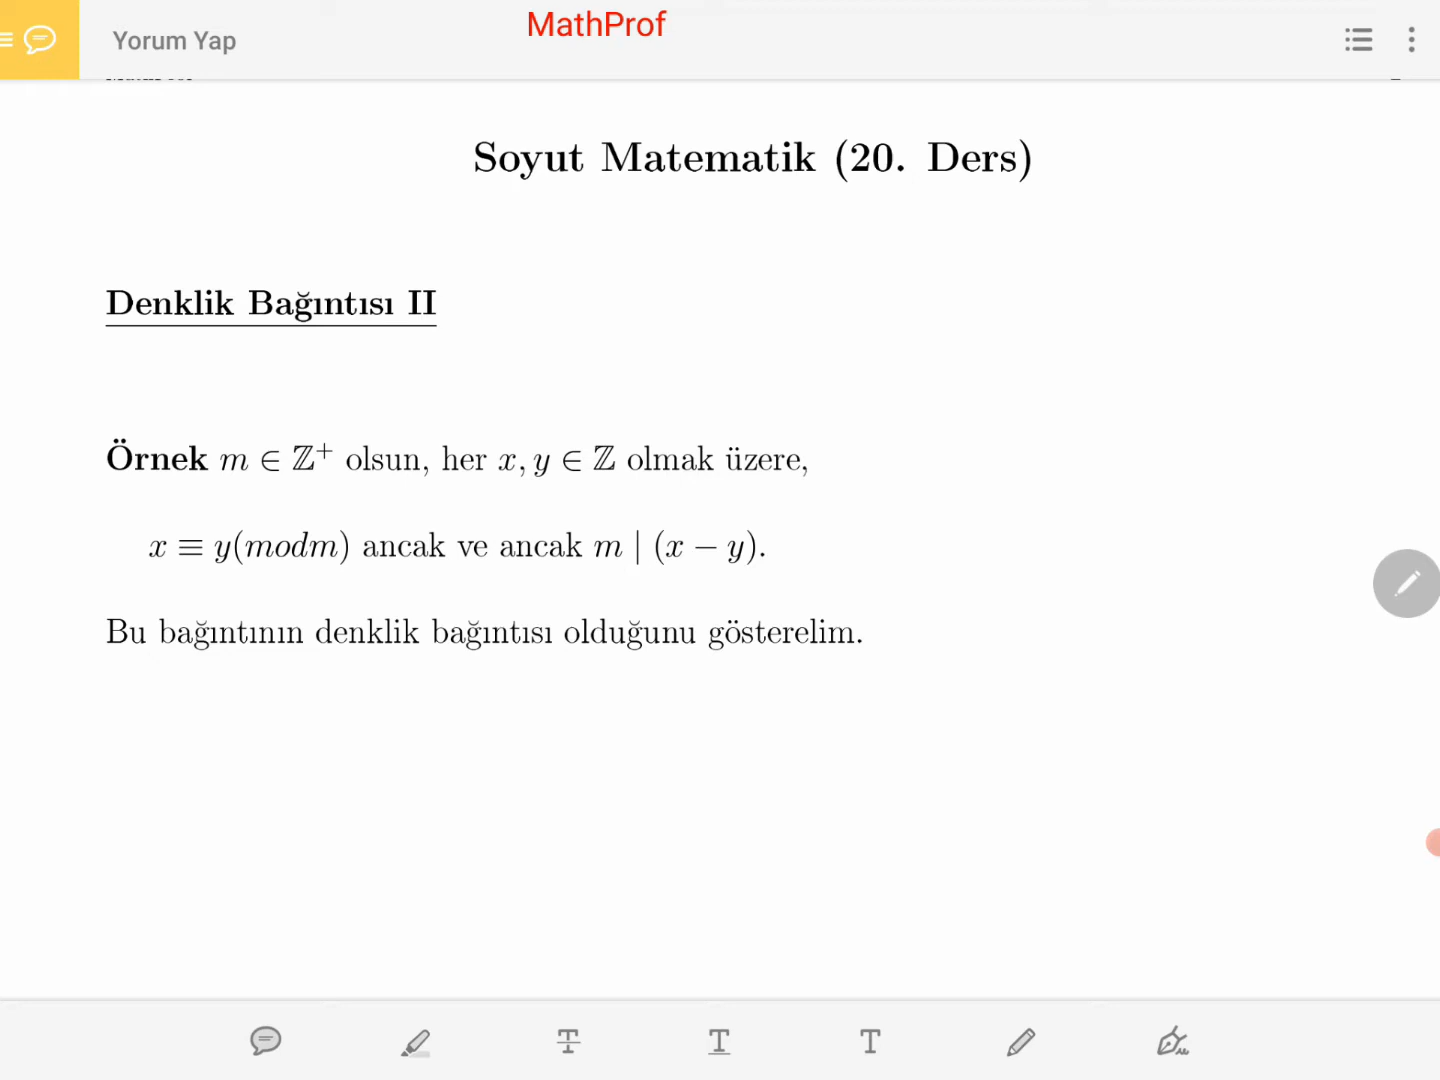 MathProf
Yorum Yap
Soyut Matematik (20. Ders)
Denklik Bağıntısı II
Örnek m ∈ ℤ⁺ olsun, her x, y ∈ ℤ olmak üzere,
x ≡ y(modm) ancak ve ancak m | (x − y).
Bu bağıntının denklik bağıntısı olduğunu gösterelim.